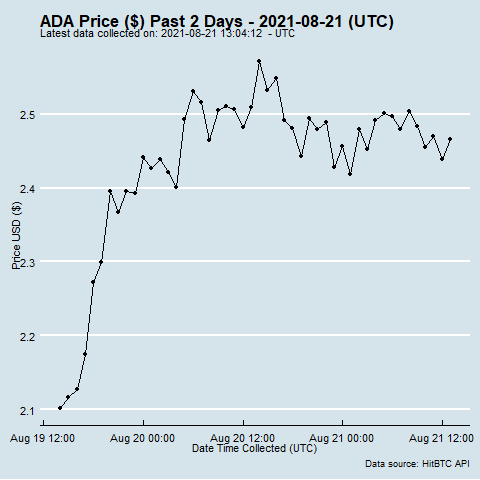 ADA Price ($) Past 2 Days - 2021-08-21 (UTC)
Latest data collected on: 2021-08-21 13:04:12 - UTC
Price USD ($)
2.5
2.4
2.3
2.2
2.1
Aug 19 12:00 Aug 20 00:00 Aug 20 12:00 Aug 21 00:00 Aug 21 12:00
Date Time Collected (UTC)
Data source: HitBTC API